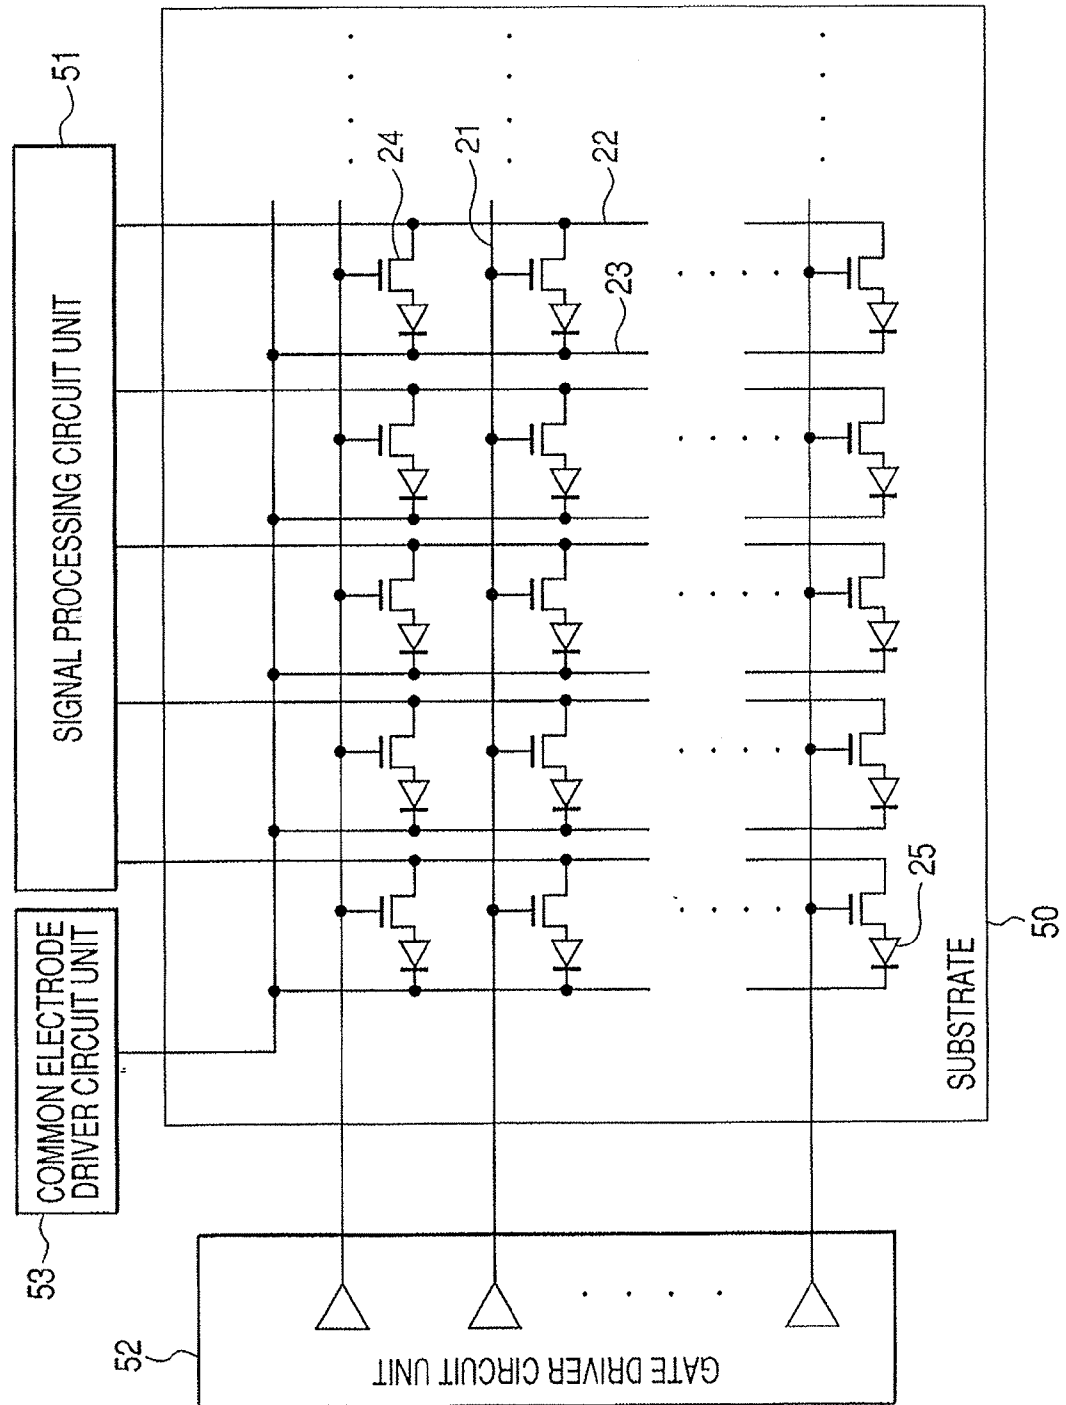 51
SIGNAL PROCESSING CIRCUIT UNIT
24
21
22
23
COMMON ELECTRODE
DRIVER CIRCUIT UNIT
53
25
SUBSTRATE
50
52
GATE DRIVER CIRCUIT UNIT